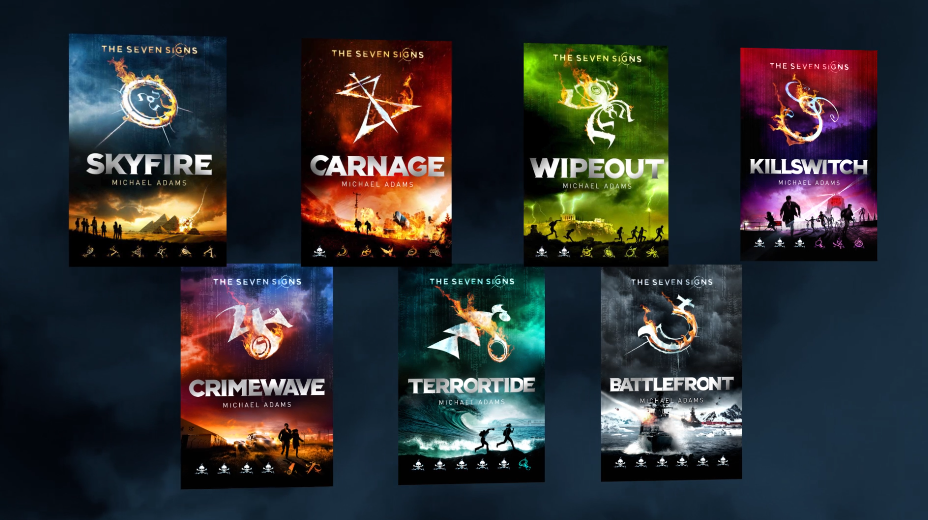 THE SEVEN SIGNS
SKYFIRE
MICHAEL ADAMS
THE SEVEN SIGNS
CARNAGE
MICHAEL ADAMS
THE SEVEN SIGNS
WIPEOUT
MICHAEL ADAMS
THE SEVEN SIGNS
KILLSWITCH
MICHAEL ADAMS
THE SEVEN SIGNS
CRIMEWAVE
MICHAEL ADAMS
THE SEVEN SIGNS
TERRORTIDE
MICHAEL ADAMS
THE SEVEN SIGNS
BATTLEFRONT
MICHAEL ADAMS